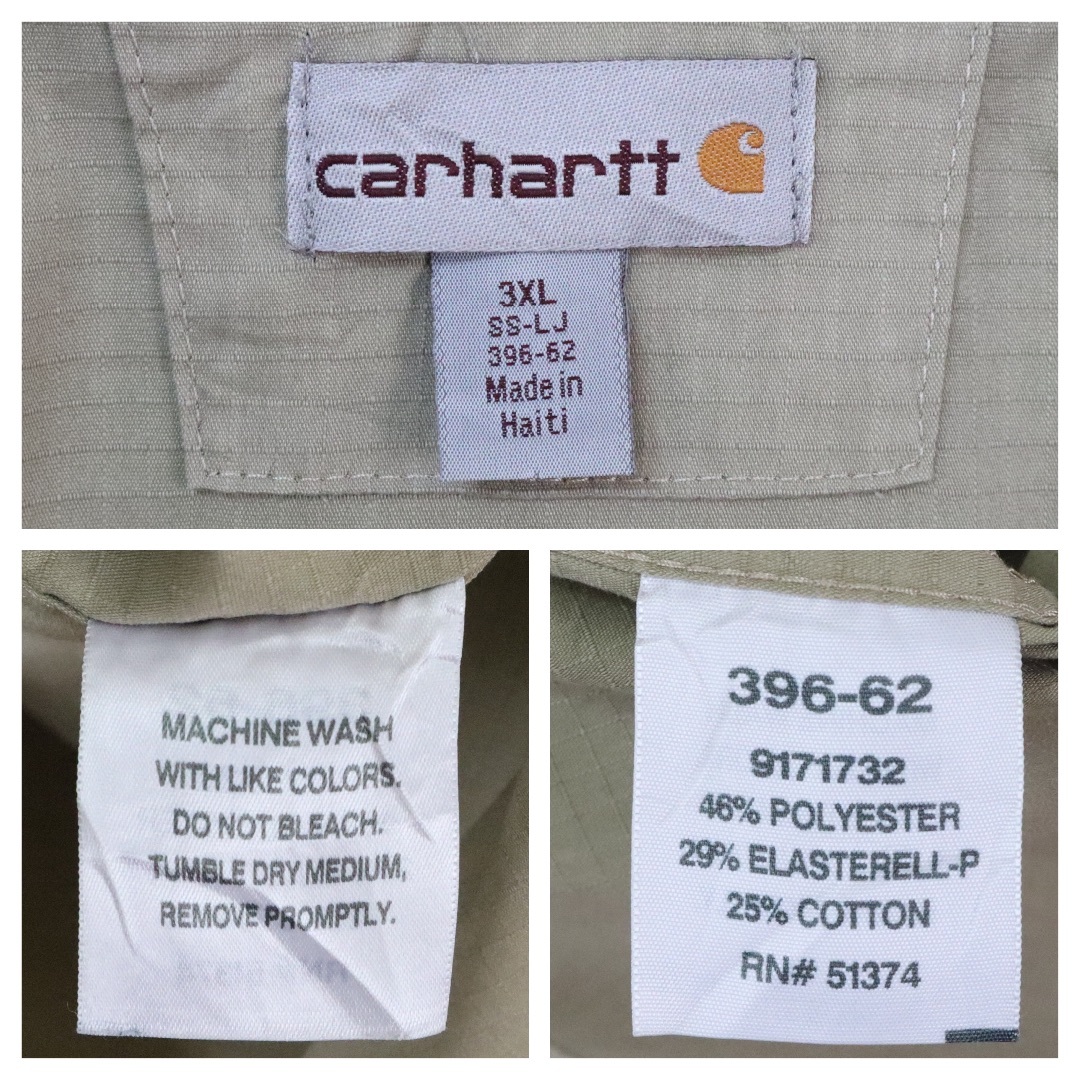 carhartt
3XL
SS-LJ
396-62
Made in
Haiti
MACHINE WASH
WITH LIKE COLORS.
DO NOT BLEACH.
TUMBLE DRY MEDIUM,
REMOVE PROMPTLY.
396-62
9171732
46% POLYESTER
29% ELASTERELL-P
25% COTTON
RN# 51374